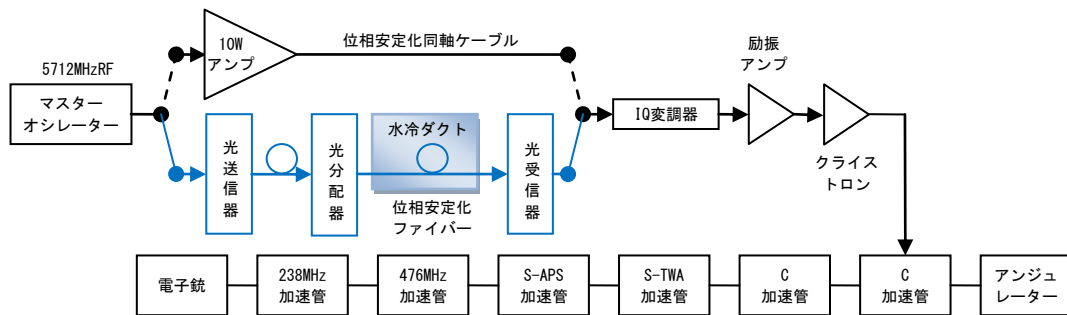 5712MHzRF
マスター
オシレーター
10W
アンプ
位相安定化同軸ケーブル
光送信器
光分配器
水冷ダクト
位相安定化
ファイバー
光受信器
IQ変調器
励振
アンプ
クライス
トロン
電子銃
238MHz
加速管
476MHz
加速管
S-APS
加速管
S-TWA
加速管
C
加速管
C
加速管
アンジュ
レーター